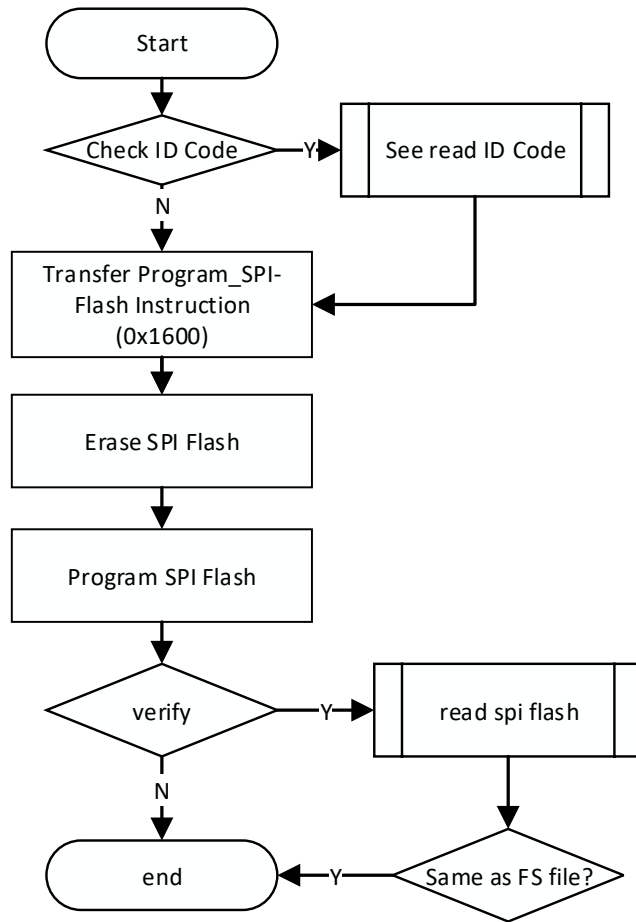 Start
Check ID Code
Y
See read ID Code
N
Transfer Program_SPI-
Flash Instruction
(0x1600)
Erase SPI Flash
Program SPI Flash
verify
Y
read spi flash
N
end
Y
Same as FS file?